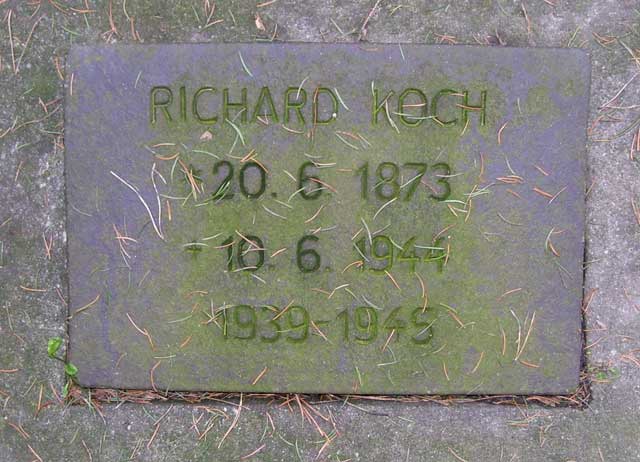 RICHARD KOCH
* 20. 6. 1873
† 10. 6. 1944
1939-1945